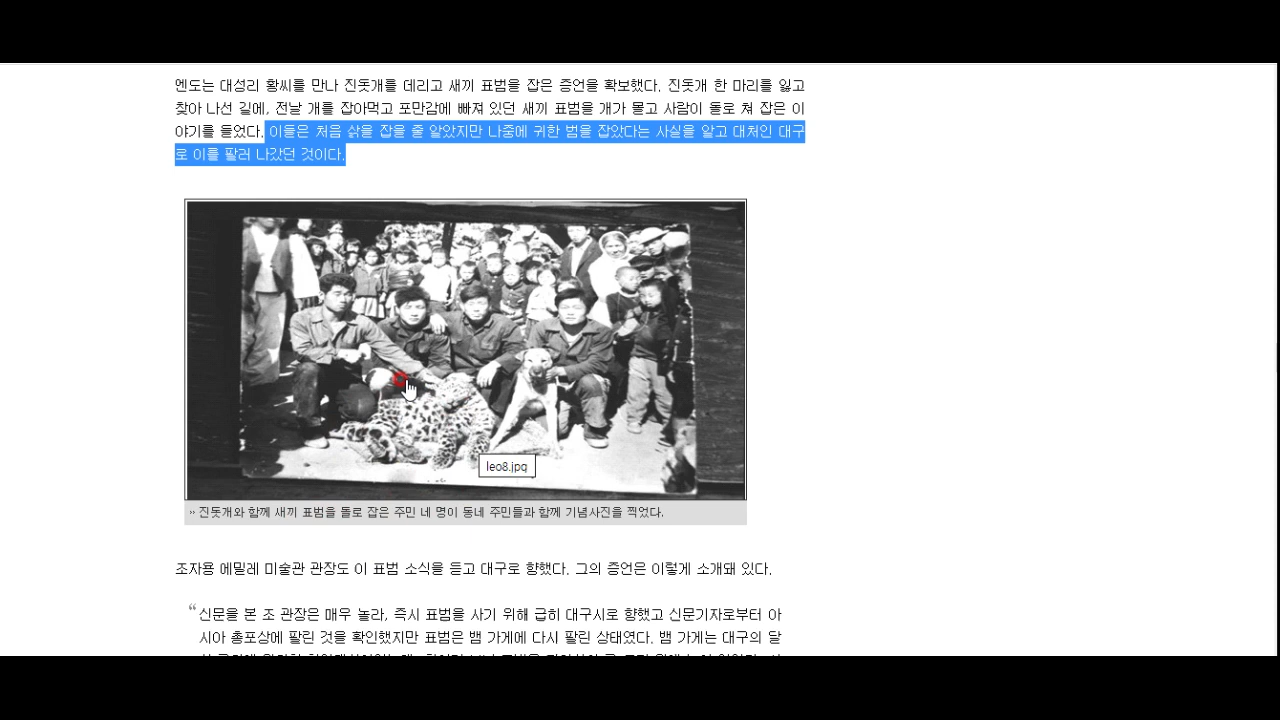 엔도는 대성리 황씨를 만나 진돗개를 데리고 새끼 표범을 잡은 증언을 확보했다. 진돗개 한 마리를 잃고
찾아 나선 길에, 전날 개를 잡아먹고 포만감에 빠져 있던 새끼 표범을 개가 몰고 사람이 돌로 쳐 잡은 이
야기를 들었다. 이들은 처음 삵을 잡을 줄 알았지만 나중에 귀한 범을 잡았다는 사실을 알고 대처인 대구
로 이를 팔러 나갔던 것이다.
leo8.jpg
›› 진돗개와 함께 새끼 표범을 돌로 잡은 주민 네 명이 동네 주민들과 함께 기념사진을 찍었다.
조자용 에밀레 미술관 관장도 이 표범 소식을 듣고 대구로 향했다. 그의 증언은 이렇게 소개돼 있다.
“ 신문을 본 조 관장은 매우 놀라, 즉시 표범을 사기 위해 급히 대구시로 향했고 신문기자로부터 아
시아 총포상에 팔린 것을 확인했지만 표범은 뱀 가게에 다시 팔린 상태였다. 뱀 가게는 대구의 달